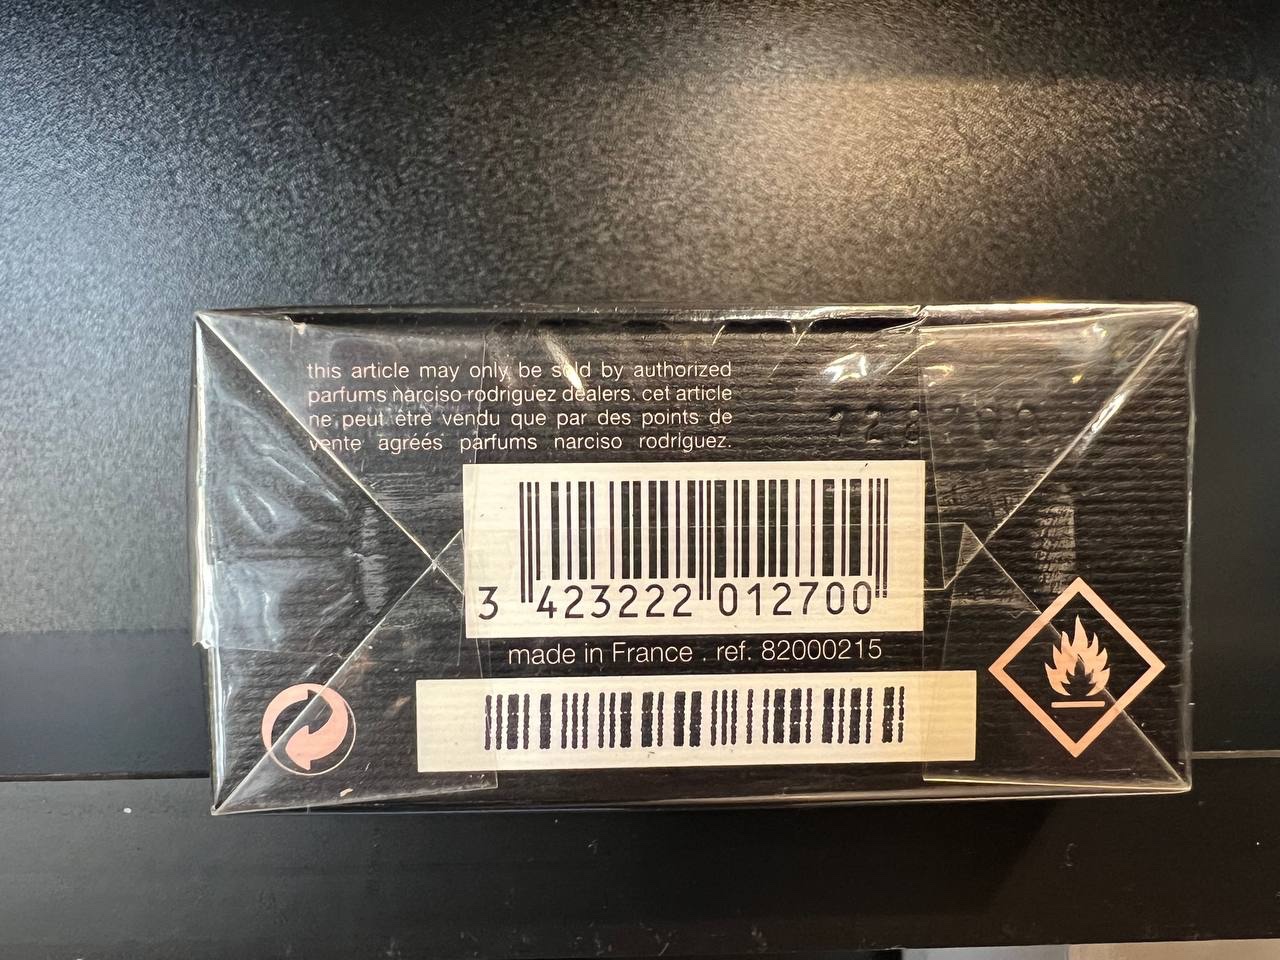 this article may only be sold by authorized
parfums narciso rodriguez dealers. cet article
ne peut être vendu que par des points de
vente agréés parfums narciso rodriguez.
3 423222 012700
made in France . ref. 82000215